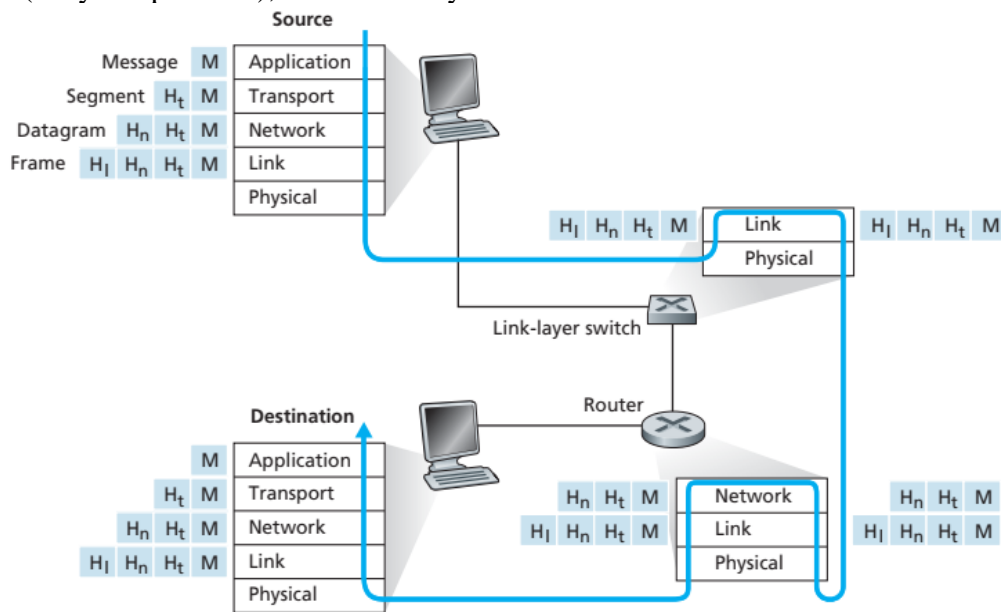 Source
Message M Application
Segment Ht M Transport
Datagram Hn Ht M Network
Frame Hl Hn Ht M Link
Physical
Hl Hn Ht M Link Hl Hn Ht M
Physical
Link-layer switch
Router
Destination
M Application
Ht M Transport
Hn Ht M Network
Hl Hn Ht M Link
Physical
Hn Ht M Network Hn Ht M
Hl Hn Ht M Link Hl Hn Ht M
Physical